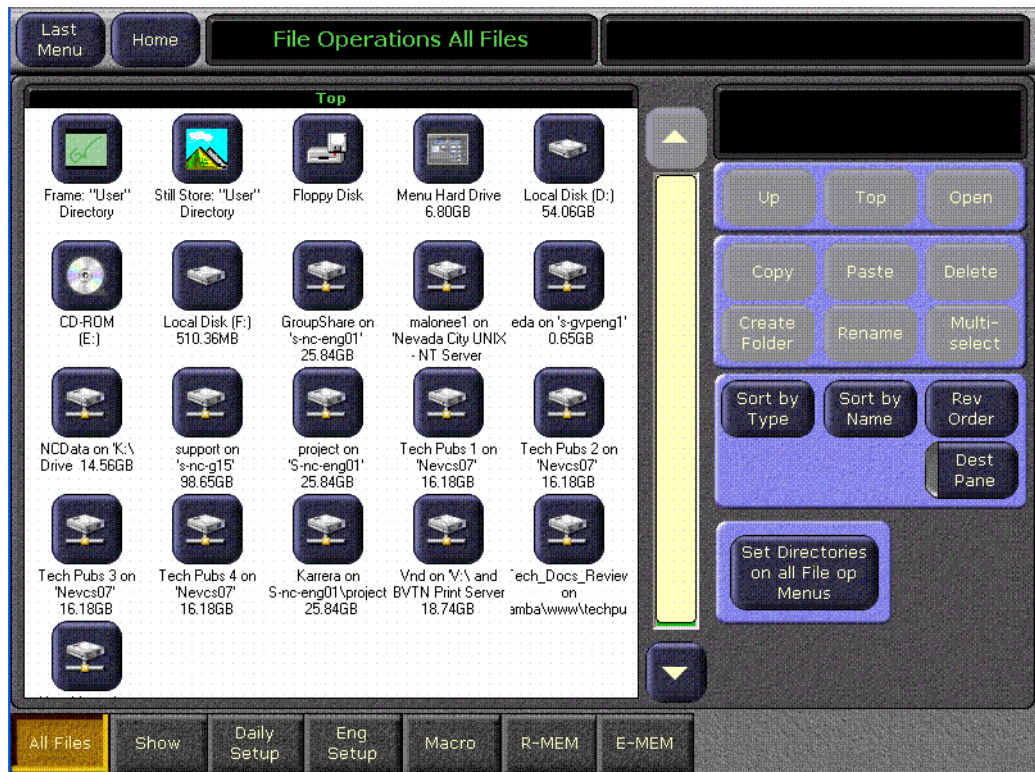 Last
Menu
Home
File Operations All Files
Top
Frame: "User"
Directory
Still Store: "User"
Directory
Floppy Disk
Menu Hard Drive
6.80GB
Local Disk (D:)
54.06GB
CD-ROM
(E:)
Local Disk (F:)
510.36MB
GroupShare on
's-nc-eng01'
25.84GB
malonee1 on
'Nevada City UNIX
- NT Server
eda on 's-gvpeng1'
0.65GB
NCData on 'K:\
Drive 14.56GB
support on
's-nc-g15'
98.65GB
project on
'S-nc-eng01'
25.84GB
Tech Pubs 1 on
'Nevcs07'
16.18GB
Tech Pubs 2 on
'Nevcs07'
16.18GB
Tech Pubs 3 on
'Nevcs07'
16.18GB
Tech Pubs 4 on
'Nevcs07'
16.18GB
Karrera on
S-nc-eng01\project
25.84GB
Vnd on 'V:\ and
BVTN Print Server
18.74GB
Tech_Docs_Review
on
amba\www\techpu
Up
Top
Open
Copy
Paste
Delete
Create
Folder
Rename
Multi-
select
Sort by
Type
Sort by
Name
Rev
Order
Dest
Pane
Set Directories
on all File op
Menus
All Files
Show
Daily
Setup
Eng
Setup
Macro
R-MEM
E-MEM